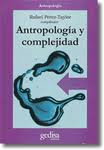 Antropología
Rafael Pérez-Taylor
compilador
Antropología
y complejidad
gedisa